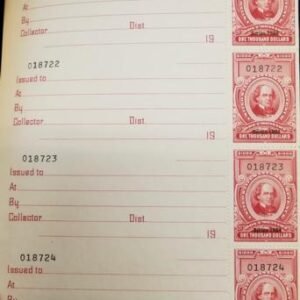 At
By
Collector Dist.
19
ONE THOUSAND DOLLARS
018722
018722
Issued to
At
By
Collector Dist.
19
ONE THOUSAND DOLLARS
018723
018723
Issued to
At
By
Collector Dist.
19
ONE THOUSAND DOLLARS
018724
018724
Issued to
At
By